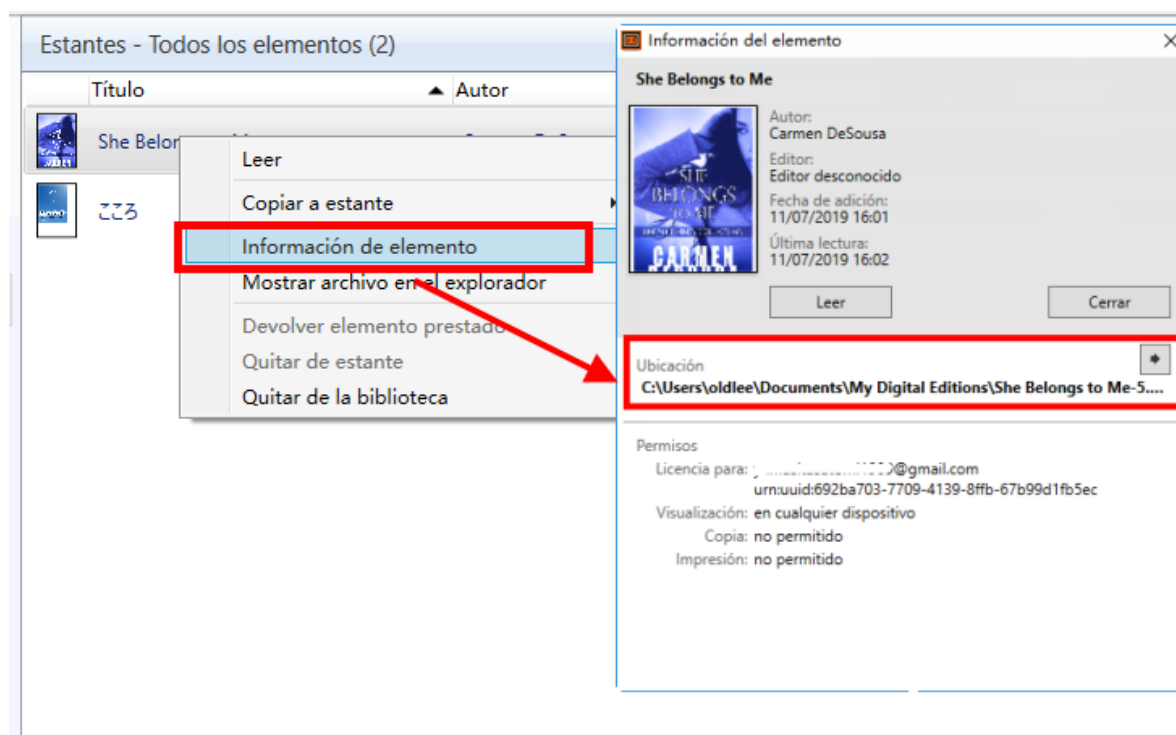 Estantes - Todos los elementos (2)
Título
Autor
She Belon
こころ
Leer
Copiar a estante
Información de elemento
Mostrar archivo en el explorador
Devolver elemento prestado
Quitar de estante
Quitar de la biblioteca
Información del elemento
She Belongs to Me
SHE
BELONGS
TO ME
CARMEN
Autor:
Carmen DeSousa
Editor:
Editor desconocido
Fecha de adición:
11/07/2019 16:01
Última lectura:
11/07/2019 16:02
Leer
Cerrar
Ubicación
C:\Users\oldlee\Documents\My Digital Editions\She Belongs to Me-5....
Permisos
Licencia para: @gmail.com
urn:uuid:692ba703-7709-4139-8ffb-67b99d1fb5ec
Visualización: en cualquier dispositivo
Copia: no permitido
Impresión: no permitido